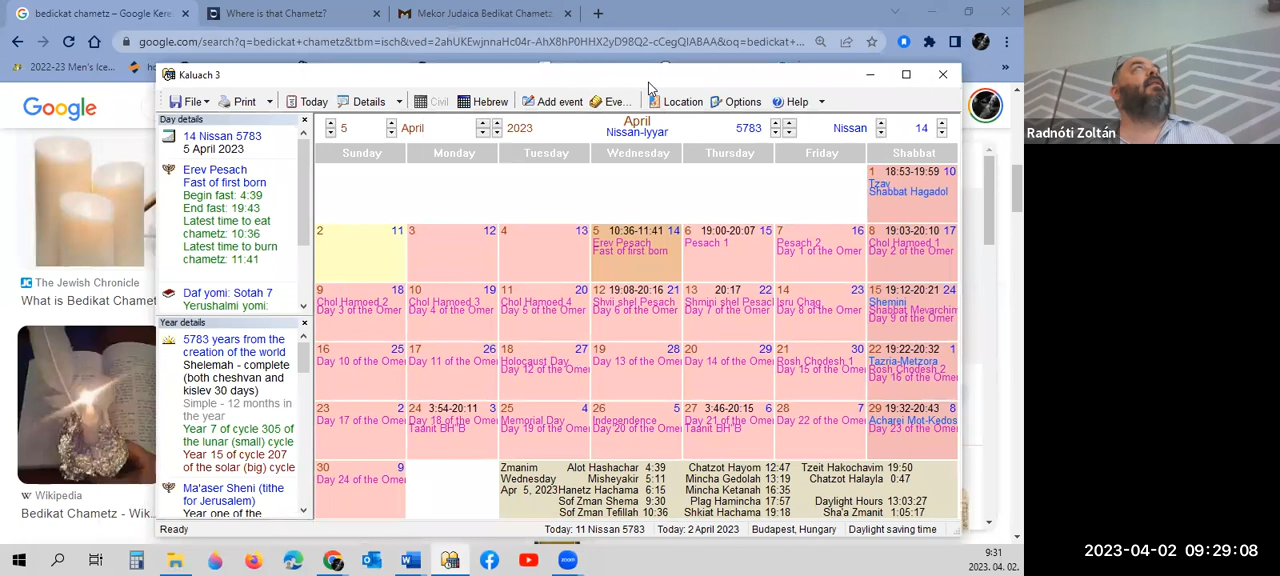 bedickat chametz – Google Kere
Where is that Chametz?
Mekor Judaica Bedikat Chametz
google.com/search?q=bedickat+chametz&tbm=isch&ved=2ahUKEwjnnaHc04r-AhX8hP0HHX2yD98Q2-cCegQIABAA&oq=bedickat+...
2022-23 Men's Ice...
Kaluach 3
File
Print
Today
Details
Civil
Hebrew
Add event
Eve...
Location
Options
Help
Google
Radnóti Zoltán
Day details
14 Nissan 5783
5 April 2023
Erev Pesach
Fast of first born
Begin fast: 4:39
End fast: 19:43
Latest time to eat
chametz: 10:36
Latest time to burn
chametz: 11:41
Daf yomi: Sotah 7
Yerushalmi yomi:
Year details
5783 years from the
creation of the world
Shelemah - complete
(both cheshvan and
kislev 30 days)
Simple - 12 months in
the year
Year 7 of cycle 305 of
the lunar (small) cycle
Year 15 of cycle 207
of the solar (big) cycle
Ma'aser Sheni (tithe
for Jerusalem)
Year one of the
The Jewish Chronicle
What is Bedikat Chamet
Wikipedia
Bedikat Chametz - Wik
5 April 2023
April
Nissan-Iyyar
5783 Nissan 14
Sunday Monday Tuesday Wednesday Thursday Friday Shabbat
1 18:53-19:59 10
Tzav
Shabbat Hagadol
2 11
3 12
4 13
5 10:36-11:41 14
Erev Pesach
Fast of first born
6 19:00-20:07 15
Pesach 1
7 16
Pesach 2
Day 1 of the Omer
8 19:03-20:10 17
Chol Hamoed 1
Day 2 of the Omer
9 18
Chol Hamoed 2
Day 3 of the Omer
10 19
Chol Hamoed 3
Day 4 of the Omer
11 20
Chol Hamoed 4
Day 5 of the Omer
12 19:08-20:16 21
Shvii shel Pesach
Day 6 of the Omer
13 20:17 22
Shmini shel Pesacl
Day 7 of the Omer
14 23
Isru Chag
Day 8 of the Omer
15 19:12-20:21 24
Shemini
Shabbat Mevarchim
Day 9 of the Omer
16 25
Day 10 of the Ome
17 26
Day 11 of the Omer
18 27
Holocaust Day
Day 12 of the Ome
19 28
Day 13 of the Omer
20 29
Day 14 of the Omer
21 30
Rosh Chodesh 1
Day 15 of the Ome
22 19:22-20:32 1
Tazria-Metzora
Rosh Chodesh 2
Day 16 of the Ome
23 2
Day 17 of the Ome
24 3:54-20:11 3
Day 18 of the Ome
Taanit BH"B
25 4
Memorial Day
Day 19 of the Ome
26 5
Independence
Day 20 of the Ome
27 3:46-20:15 6
Day 21 of the Ome
Taanit BH"B
28 7
Day 22 of the Ome
29 19:32-20:43 8
Acharei Mot-Kedos
Day 23 of the Ome
30 9
Day 24 of the Ome
Zmanim Alot Hashachar 4:39 Chatzot Hayom 12:47 Tzeit Hakochavim 19:50
Wednesday Misheyakir 5:11 Mincha Gedolah 13:19 Chatzot Halayla 0:47
Apr 5, 2023 Hanetz Hachama 6:15 Mincha Ketanah 16:35
Sof Zman Shema 9:30 Plag Hamincha 17:57 Daylight Hours 13:03:27
Sof Zman Tefillah 10:36 Shkiat Hachama 19:18 Sha'a Zmanit 1:05:17
Ready
Today: 11 Nissan 5783
Today: 2 April 2023
Budapest, Hungary
Daylight saving time
9:31
2023. 04. 02.
2023-04-02 09:29:08